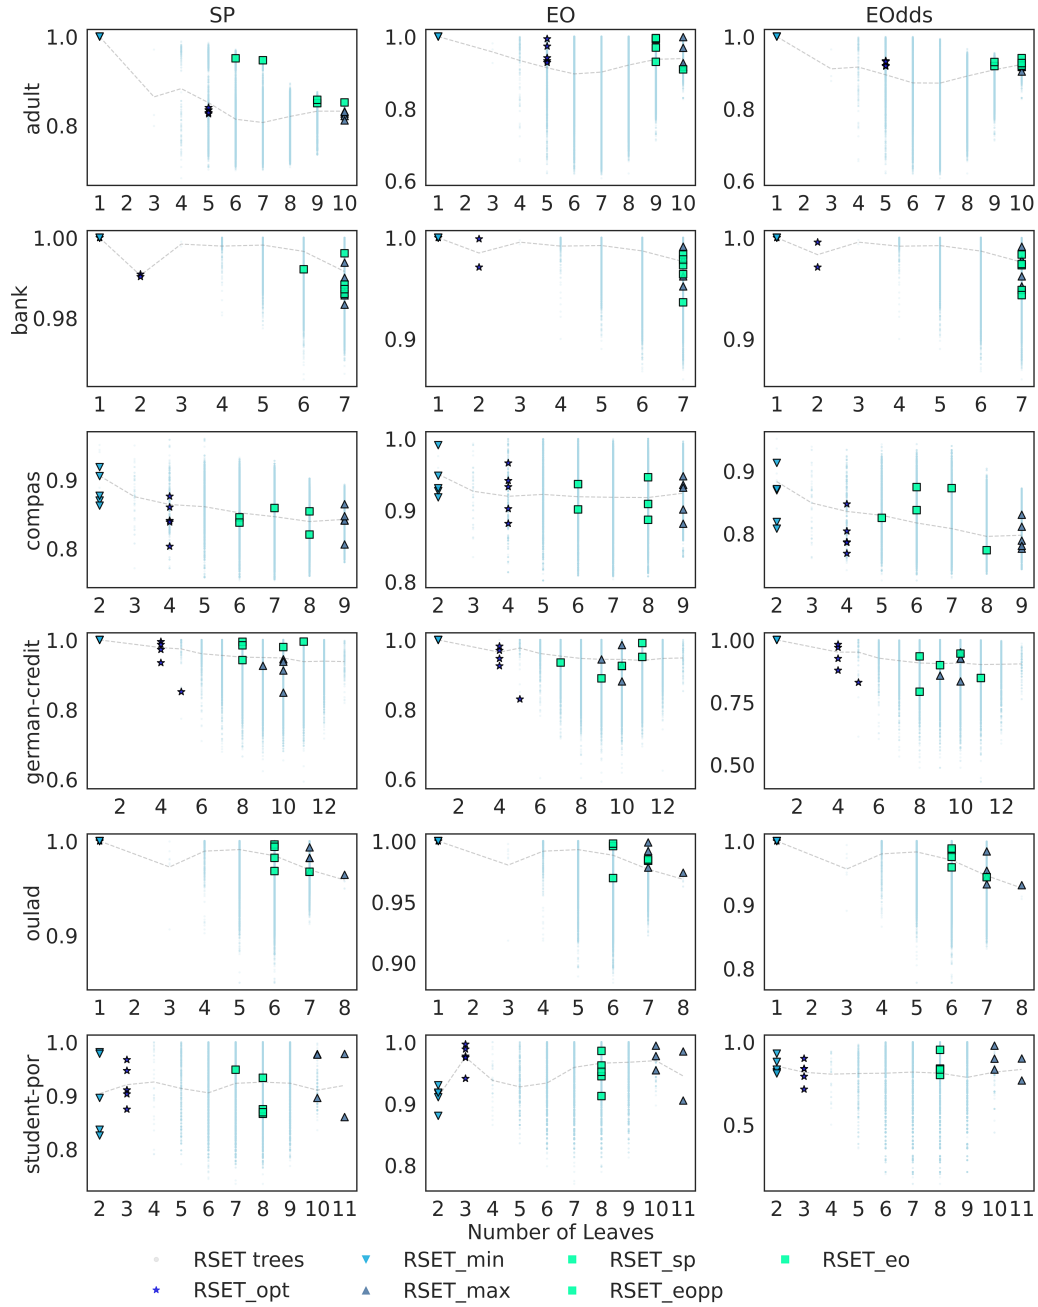 SP EO EOdds
adult
1.0 0.8
1.0 0.8 0.6
1.0 0.8 0.6
1 2 3 4 5 6 7 8 9 10
1 2 3 4 5 6 7 8 9 10
1 2 3 4 5 6 7 8 9 10
bank
1.00 0.98
1.0 0.9
1.0 0.9
1 2 3 4 5 6 7
1 2 3 4 5 6 7
1 2 3 4 5 6 7
compas
0.9 0.8
1.0 0.9 0.8
0.9 0.8
2 3 4 5 6 7 8 9
2 3 4 5 6 7 8 9
2 3 4 5 6 7 8 9
german-credit
1.0 0.8 0.6
1.0 0.8 0.6
1.00 0.75 0.50
2 4 6 8 10 12
2 4 6 8 10 12
2 4 6 8 10 12
oulad
1.0 0.9
1.00 0.95 0.90
1.0 0.9 0.8
1 2 3 4 5 6 7 8
1 2 3 4 5 6 7 8
1 2 3 4 5 6 7 8
student-por
1.0 0.9 0.8
1.0 0.9 0.8
1.0 0.5
2 3 4 5 6 7 8 9 10 11
2 3 4 5 6 7 8 9 10 11
2 3 4 5 6 7 8 9 10 11
Number of Leaves
RSET trees RSET_min RSET_sp RSET_eo
RSET_opt RSET_max RSET_eopp